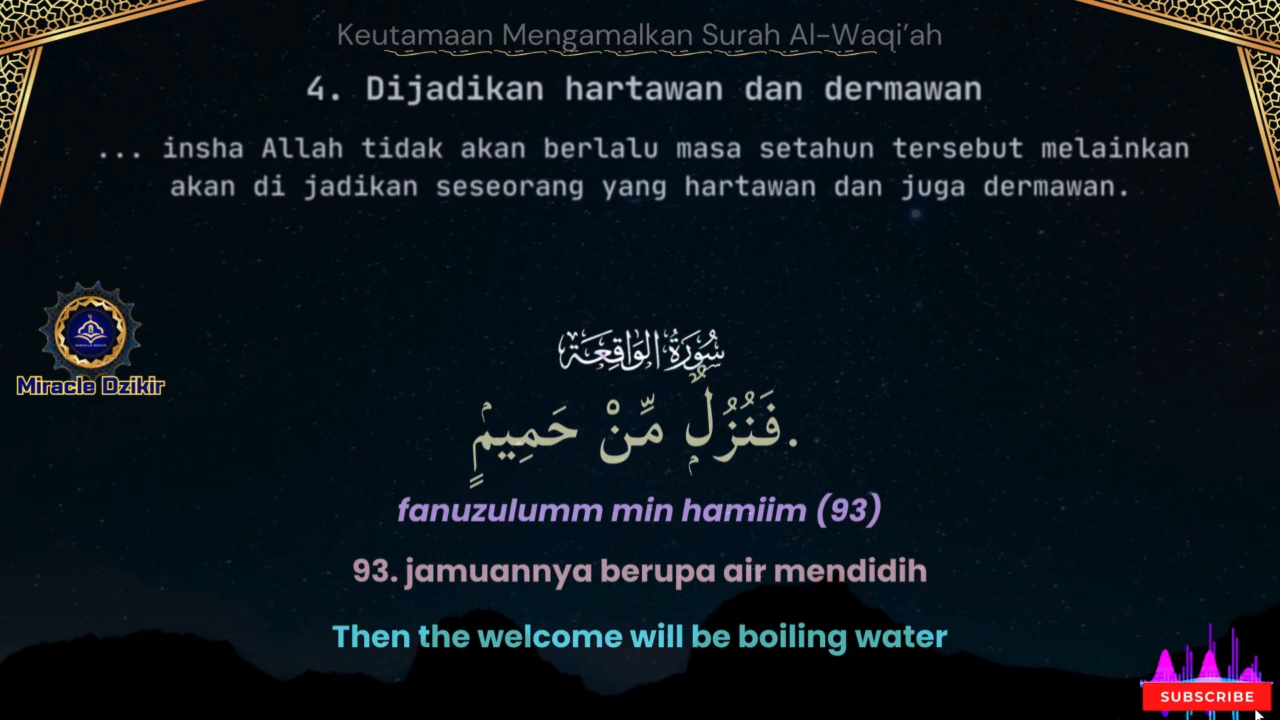 Keutamaan Mengamalkan Surah Al-Waqi’ah
4. Dijadikan hartawan dan dermawan
... insha Allah tidak akan berlalu masa setahun tersebut melainkan
akan di jadikan seseorang yang hartawan dan juga dermawan.
سُوْرَةُ الوَاقِعَة
فَنُزُلٌۭ مِّنْ حَمِيمٍۢ.
fanuzulumm min hamiim (93)
93. jamuannya berupa air mendidih
Then the welcome will be boiling water
Miracle Dzikir
SUBSCRIBE